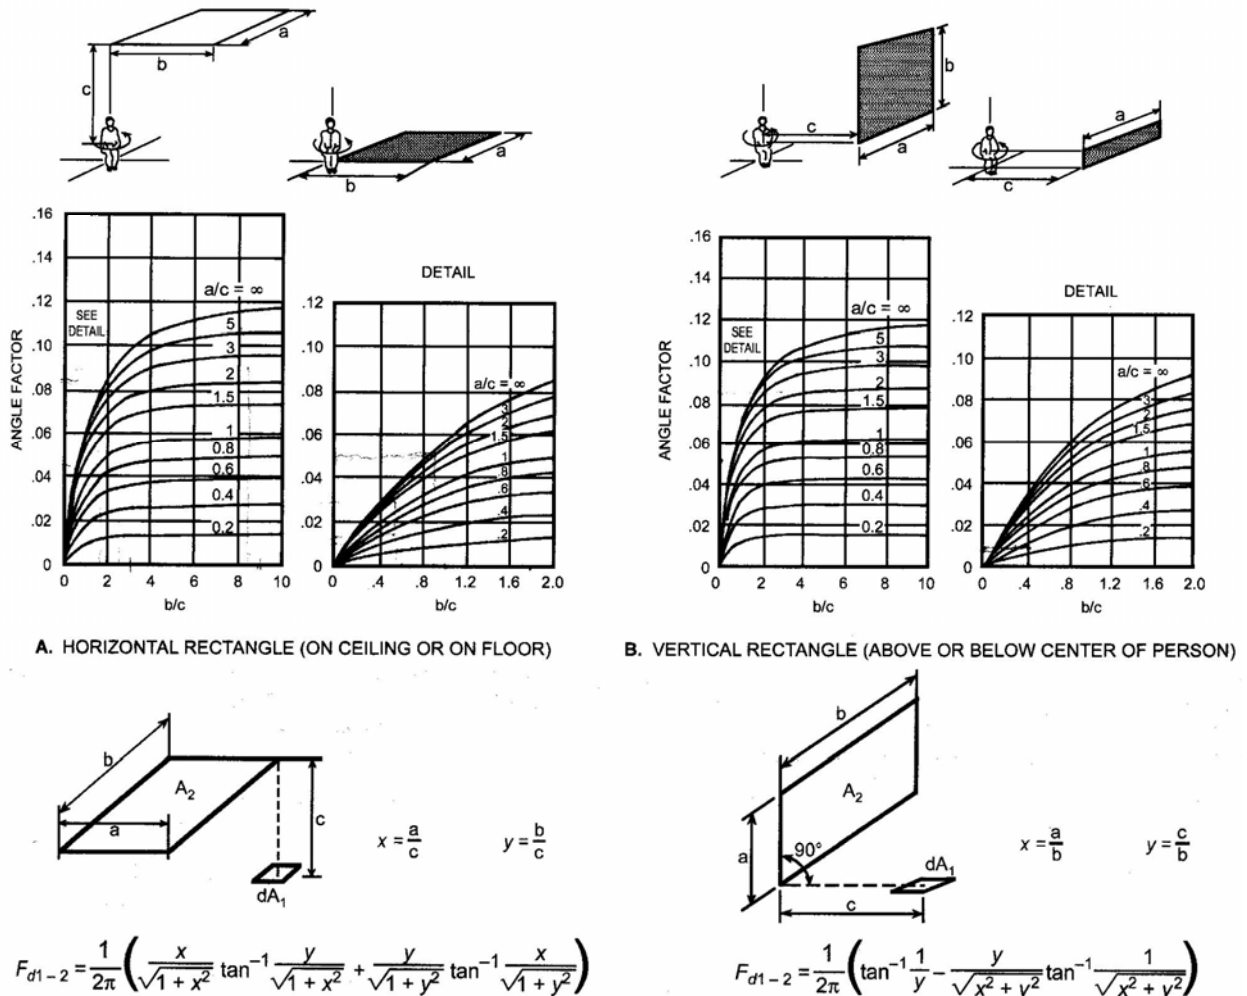 a
b
c
a
b
b
c
a
a
c
.16
.14
.12
.10
.08
.06
.04
.02
0
ANGLE FACTOR
SEE
DETAIL
a/c = ∞
5
3
2
1.5
1
0.8
0.6
0.4
0.2
0 2 4 6 8 10
b/c
DETAIL
.12
.10
.08
.06
.04
.02
0
a/c = ∞
3
2
1.5
1
.8
.6
.4
.2
0 .4 .8 1.2 1.6 2.0
b/c
.16
.14
.12
.10
.08
.06
.04
.02
0
ANGLE FACTOR
SEE
DETAIL
a/c = ∞
5
3
2
1.5
1
0.8
0.6
0.4
0.2
0 2 4 6 8 10
b/c
DETAIL
.12
.10
.08
.06
.04
.02
0
a/c = ∞
3
2
1.5
1
.8
.6
.4
.2
0 .4 .8 1.2 1.6 2.0
b/c
A. HORIZONTAL RECTANGLE (ON CEILING OR ON FLOOR)
B. VERTICAL RECTANGLE (ABOVE OR BELOW CENTER OF PERSON)
b
A₂
a
c
dA₁
x = a/c y = b/c
b
A₂
a
90°
dA₁
c
x = a/b y = c/b
F_{d1-2} = 1/2π (x/√(1 + x²) tan⁻¹ y/√(1 + x²) + y/√(1 + y²) tan⁻¹ x/√(1 + y²))
F_{d1-2} = 1/2π (tan⁻¹ 1/y − y/√(x² + y²) tan⁻¹ 1/√(x² + y²))